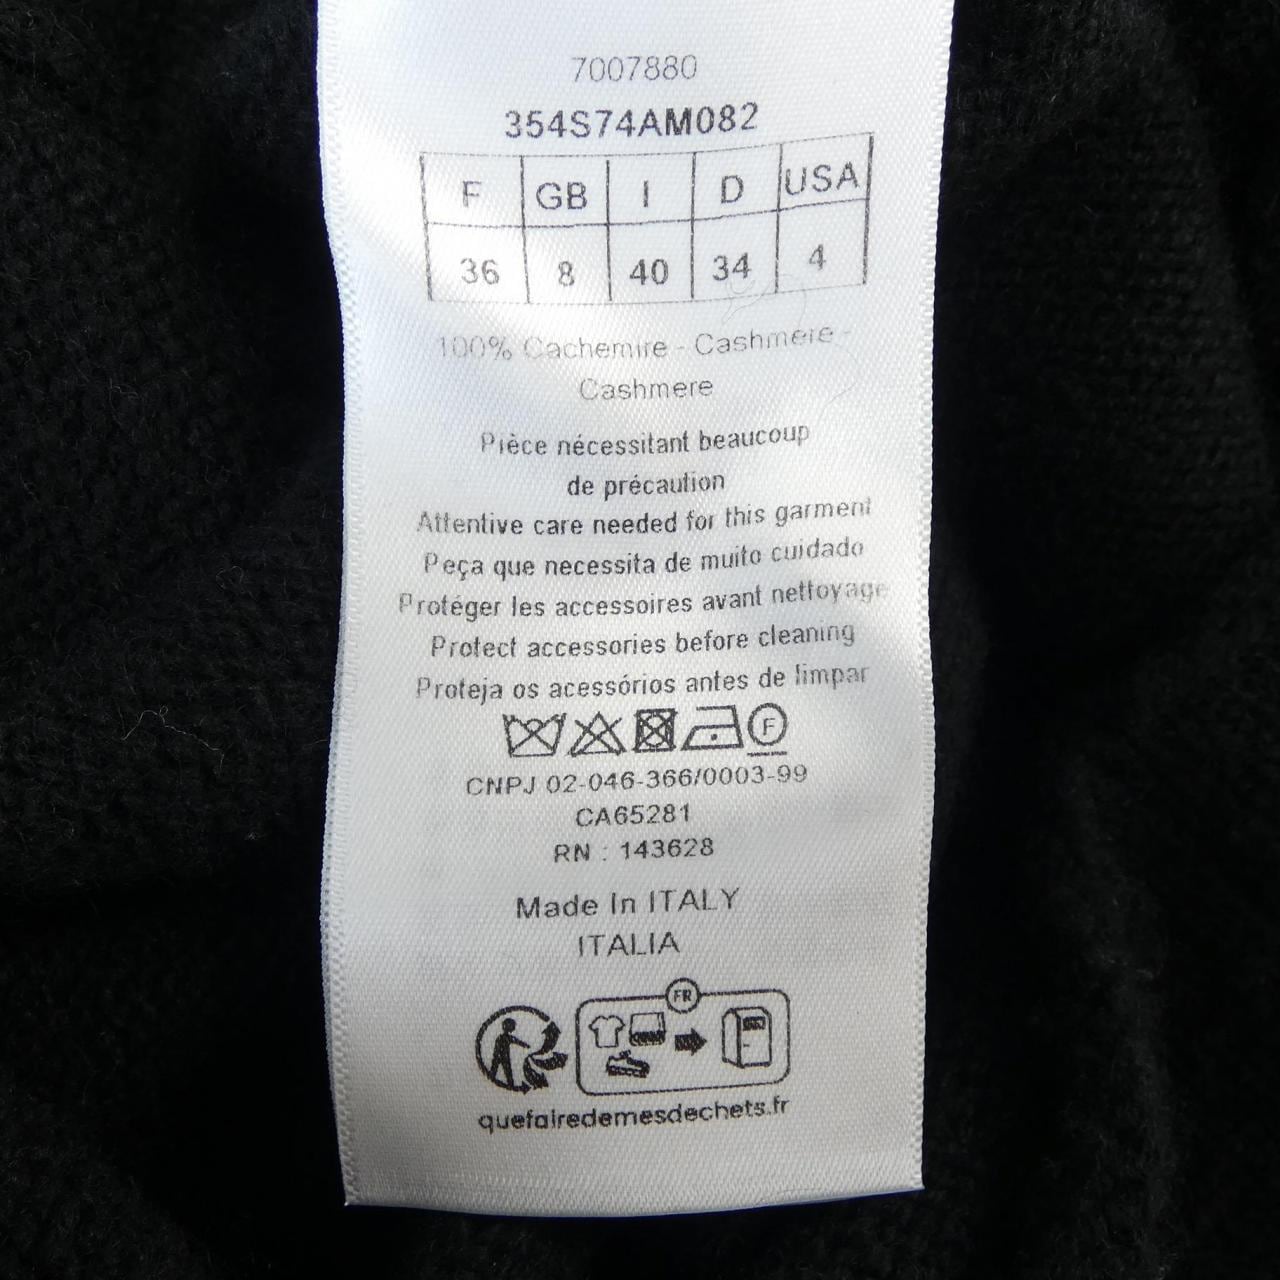 7007880
354S74AM082
F GB I D USA
36 8 40 34 4
100% Cachemire - Cashmere -
Cashmere
Pièce nécessitant beaucoup
de précaution
Attentive care needed for this garment
Peça que necessita de muito cuidado
Protéger les accessoires avant nettoyage
Protect accessories before cleaning
Proteja os acessórios antes de limpar
F
CNPJ 02-046-366/0003-99
CA65281
RN : 143628
Made In ITALY
ITALIA
FR
quefairedemesdechets.fr